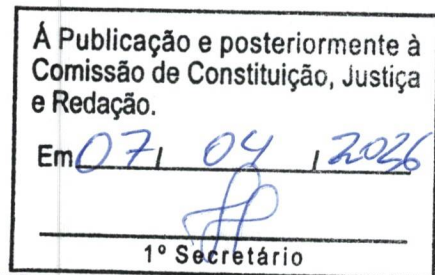 Á Publicação e posteriormente à
Comissão de Constituição, Justiça
e Redação.
Em 07/ 04 /2026
1º Secretário